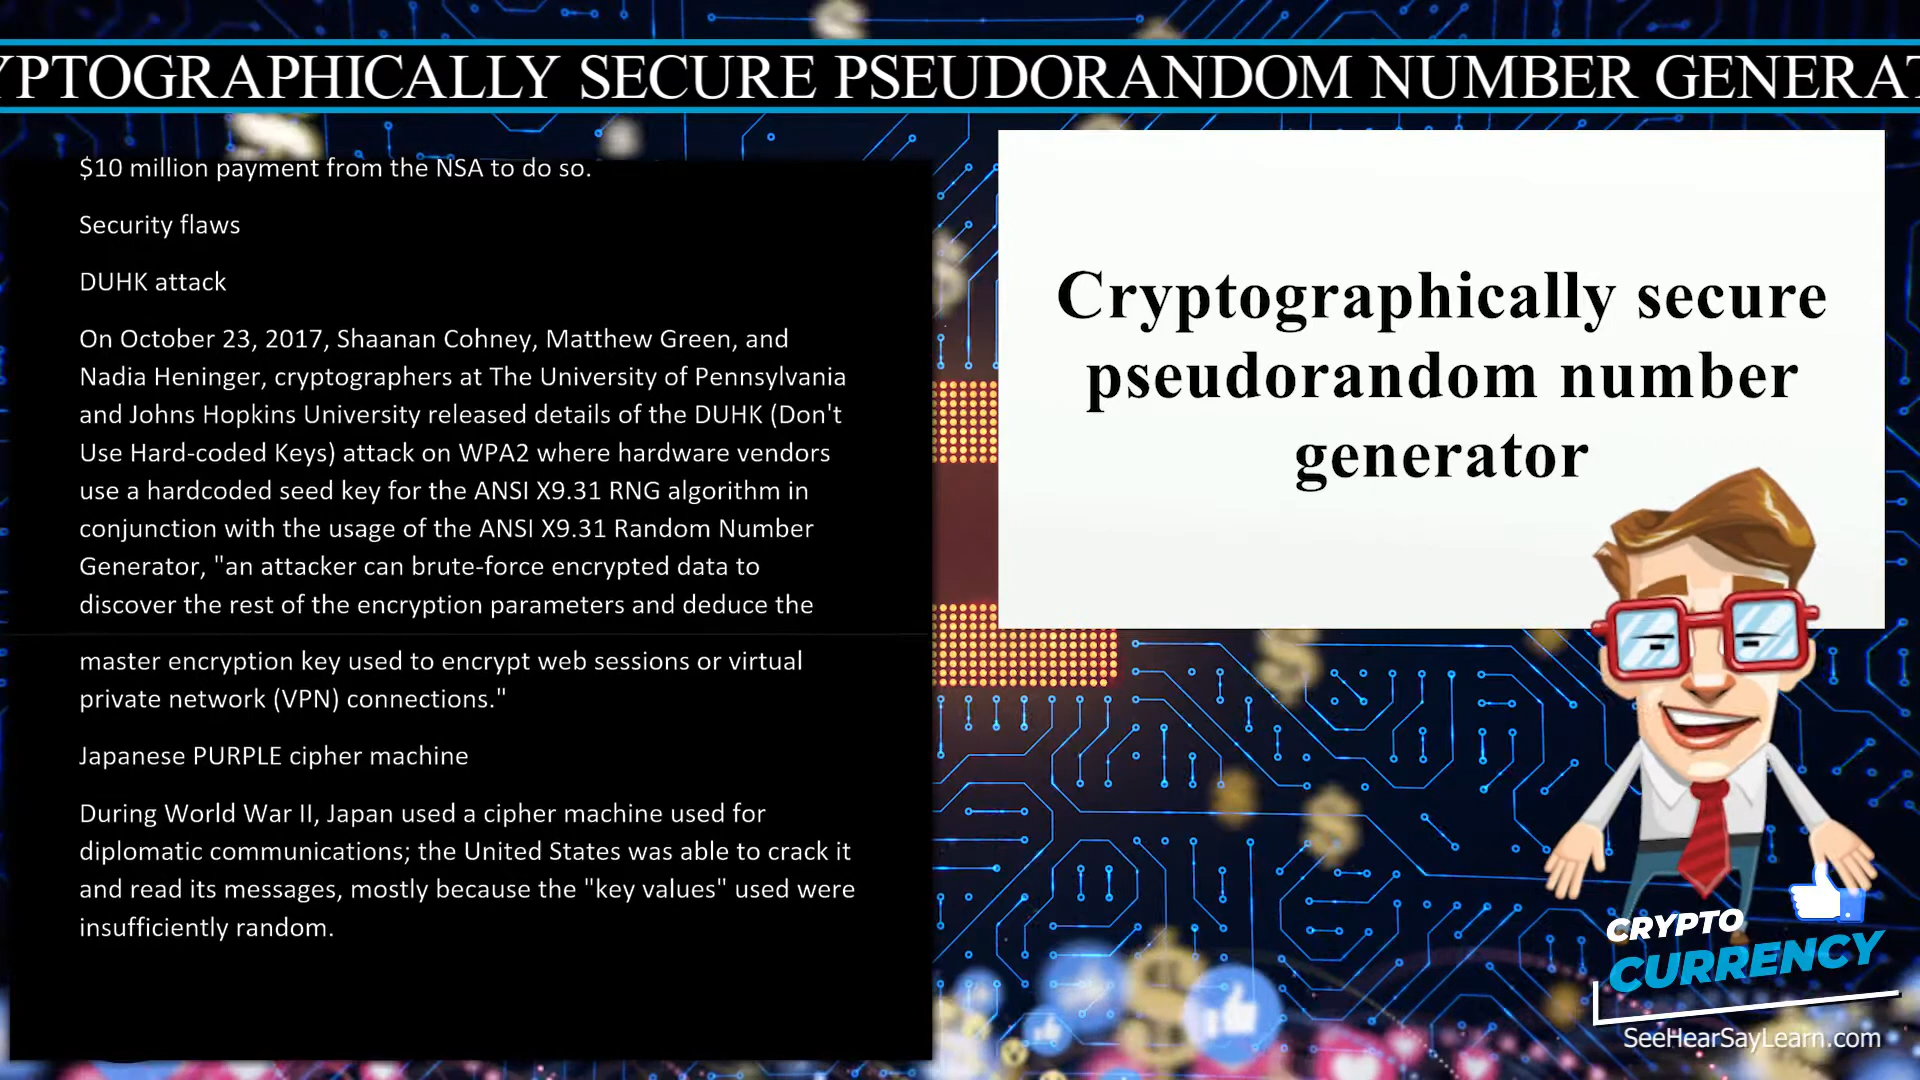 YPTOGRAPHICALLY SECURE PSEUDORANDOM NUMBER GENERAT
$10 million payment from the NSA to do so.
Security flaws
DUHK attack
On October 23, 2017, Shaanan Cohney, Matthew Green, and
Nadia Heninger, cryptographers at The University of Pennsylvania
and Johns Hopkins University released details of the DUHK (Don't
Use Hard-coded Keys) attack on WPA2 where hardware vendors
use a hardcoded seed key for the ANSI X9.31 RNG algorithm in
conjunction with the usage of the ANSI X9.31 Random Number
Generator, "an attacker can brute-force encrypted data to
discover the rest of the encryption parameters and deduce the
master encryption key used to encrypt web sessions or virtual
private network (VPN) connections."
Japanese PURPLE cipher machine
During World War II, Japan used a cipher machine used for
diplomatic communications; the United States was able to crack it
and read its messages, mostly because the "key values" used were
insufficiently random.
Cryptographically secure
pseudorandom number
generator
CRYPTO
CURRENCY
SeeHearSayLearn.com